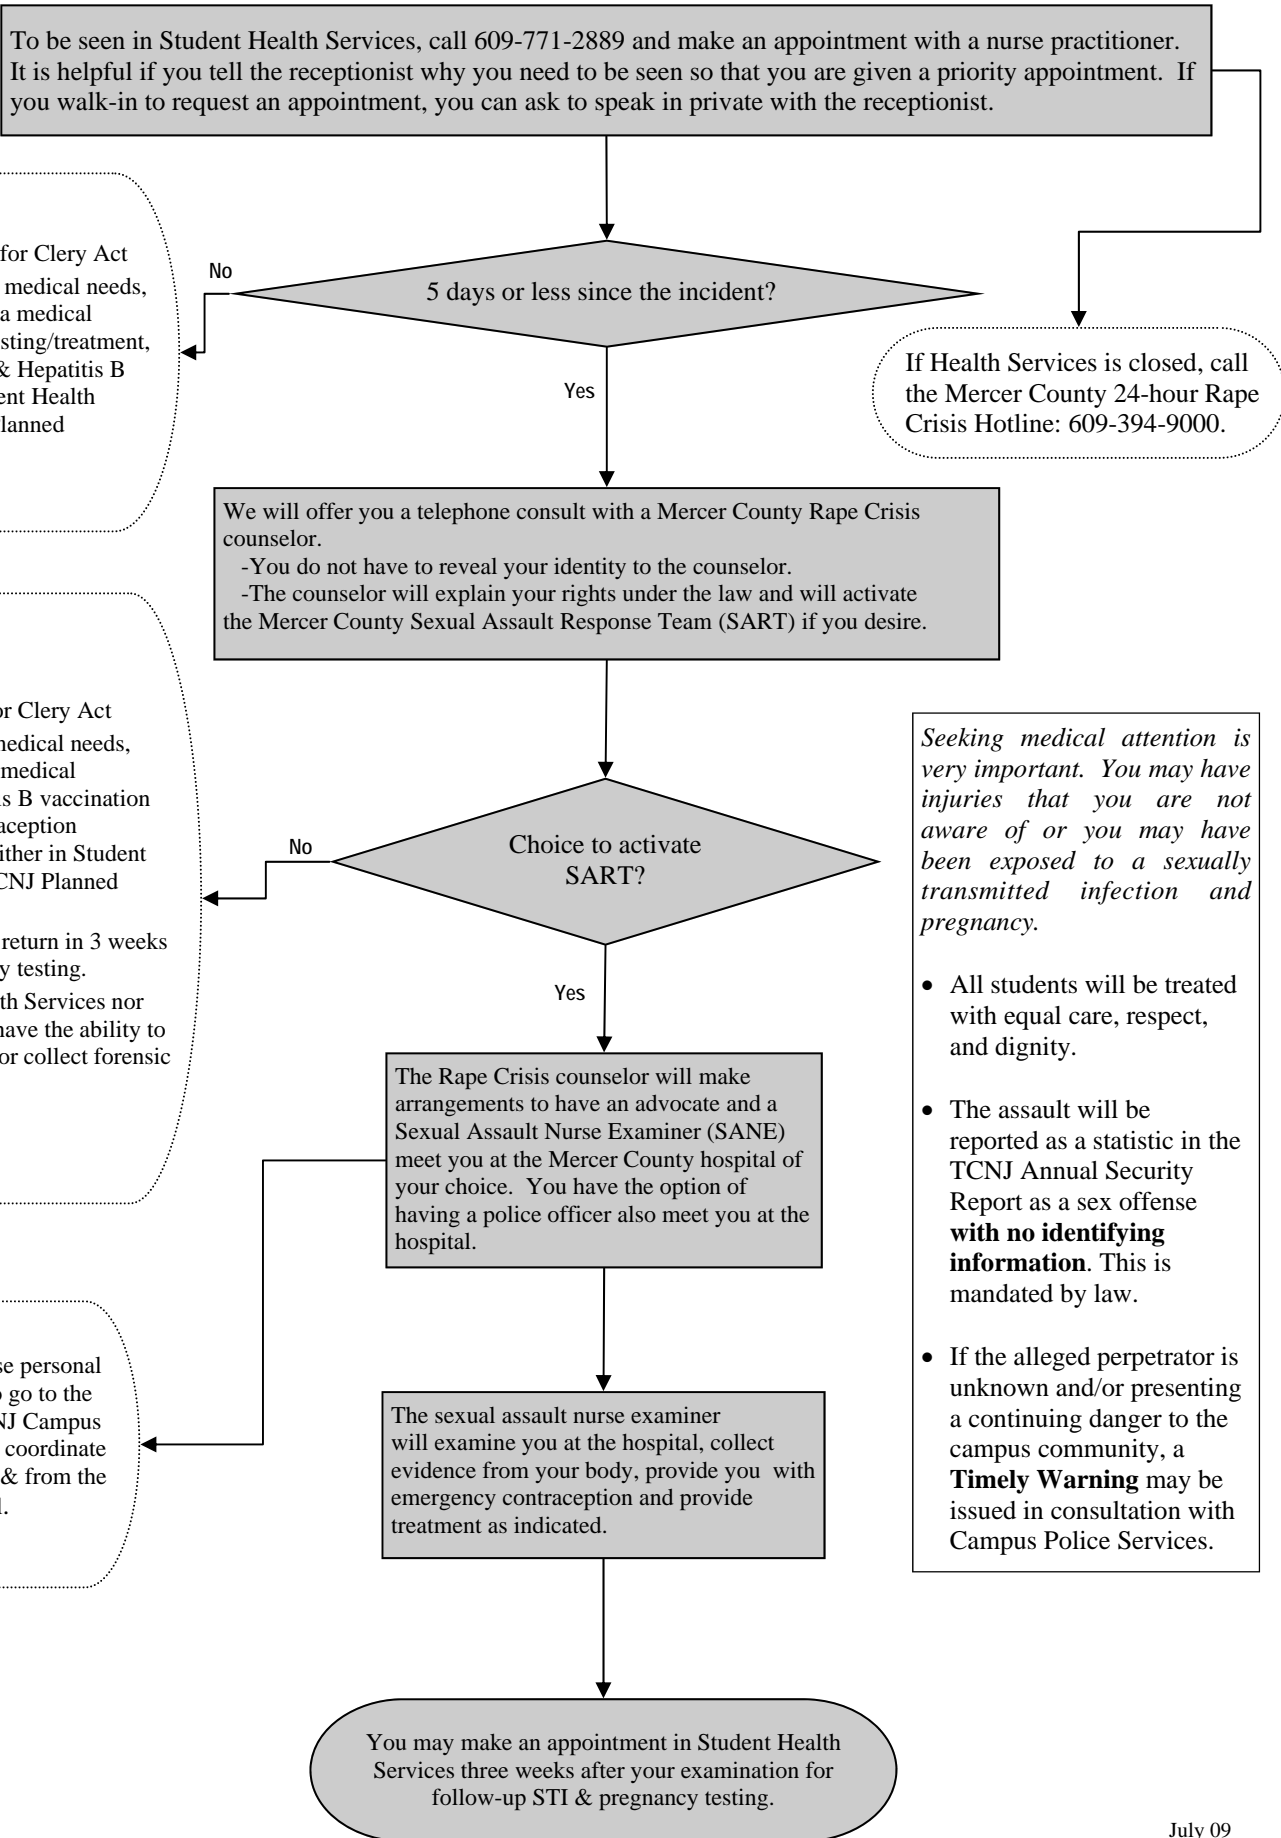 To be seen in Student Health Services, call 609-771-2889 and make an appointment with a nurse practitioner.
It is helpful if you tell the receptionist why you need to be seen so that you are given a priority appointment. If
you walk-in to request an appointment, you can ask to speak in private with the receptionist.
for Clery Act
medical needs,
a medical
sting/treatment,
& Hepatitis B
ent Health
lanned
No
5 days or less since the incident?
Yes
If Health Services is closed, call
the Mercer County 24-hour Rape
Crisis Hotline: 609-394-9000.
We will offer you a telephone consult with a Mercer County Rape Crisis
counselor.
-You do not have to reveal your identity to the counselor.
-The counselor will explain your rights under the law and will activate
the Mercer County Sexual Assault Response Team (SART) if you desire.
or Clery Act
nedical needs,
medical
is B vaccination
aception
ither in Student
CNJ Planned
return in 3 weeks
y testing.
th Services nor
have the ability to
or collect forensic
No
Choice to activate
SART?
Yes
Seeking medical attention is
very important. You may have
injuries that you are not
aware of or you may have
been exposed to a sexually
transmitted infection and
pregnancy.
• All students will be treated
with equal care, respect,
and dignity.
• The assault will be
reported as a statistic in the
TCNJ Annual Security
Report as a sex offense
with no identifying
information. This is
mandated by law.
• If the alleged perpetrator is
unknown and/or presenting
a continuing danger to the
campus community, a
Timely Warning may be
issued in consultation with
Campus Police Services.
The Rape Crisis counselor will make
arrangements to have an advocate and a
Sexual Assault Nurse Examiner (SANE)
meet you at the Mercer County hospital of
your choice. You have the option of
having a police officer also meet you at the
hospital.
se personal
o go to the
NJ Campus
coordinate
& from the
l.
The sexual assault nurse examiner
will examine you at the hospital, collect
evidence from your body, provide you with
emergency contraception and provide
treatment as indicated.
You may make an appointment in Student Health
Services three weeks after your examination for
follow-up STI & pregnancy testing.
July 09